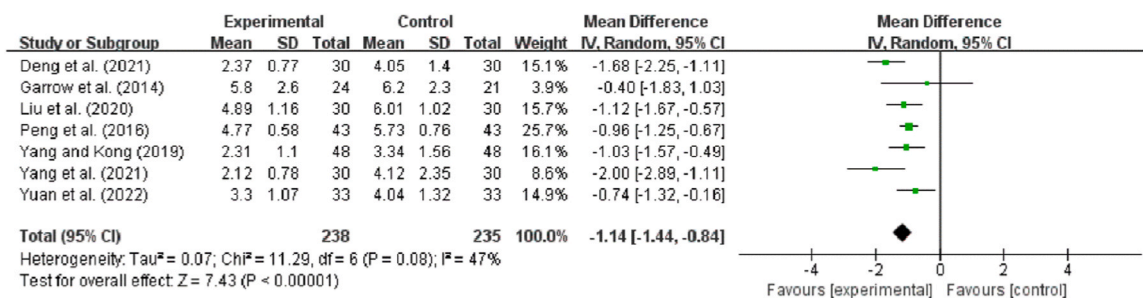 Experimental Control Mean Difference Mean Difference
Study or Subgroup Mean SD Total Mean SD Total Weight IV, Random, 95% CI IV, Random, 95% CI
Deng et al. (2021) 2.37 0.77 30 4.05 1.4 30 15.1% -1.68 [-2.25, -1.11]
Garrow et al. (2014) 5.8 2.6 24 6.2 2.3 21 3.9% -0.40 [-1.83, 1.03]
Liu et al. (2020) 4.89 1.16 30 6.01 1.02 30 15.7% -1.12 [-1.67, -0.57]
Peng et al. (2016) 4.77 0.58 43 5.73 0.76 43 25.7% -0.96 [-1.25, -0.67]
Yang and Kong (2019) 2.31 1.1 48 3.34 1.56 48 16.1% -1.03 [-1.57, -0.49]
Yang et al. (2021) 2.12 0.78 30 4.12 2.35 30 8.6% -2.00 [-2.89, -1.11]
Yuan et al. (2022) 3.3 1.07 33 4.04 1.32 33 14.9% -0.74 [-1.32, -0.16]
Total (95% CI) 238 235 100.0% -1.14 [-1.44, -0.84]
Heterogeneity: Tau² = 0.07; Chi² = 11.29, df = 6 (P = 0.08); I² = 47%
Test for overall effect: Z = 7.43 (P < 0.00001)
-4 -2 0 2 4
Favours [experimental] Favours [control]